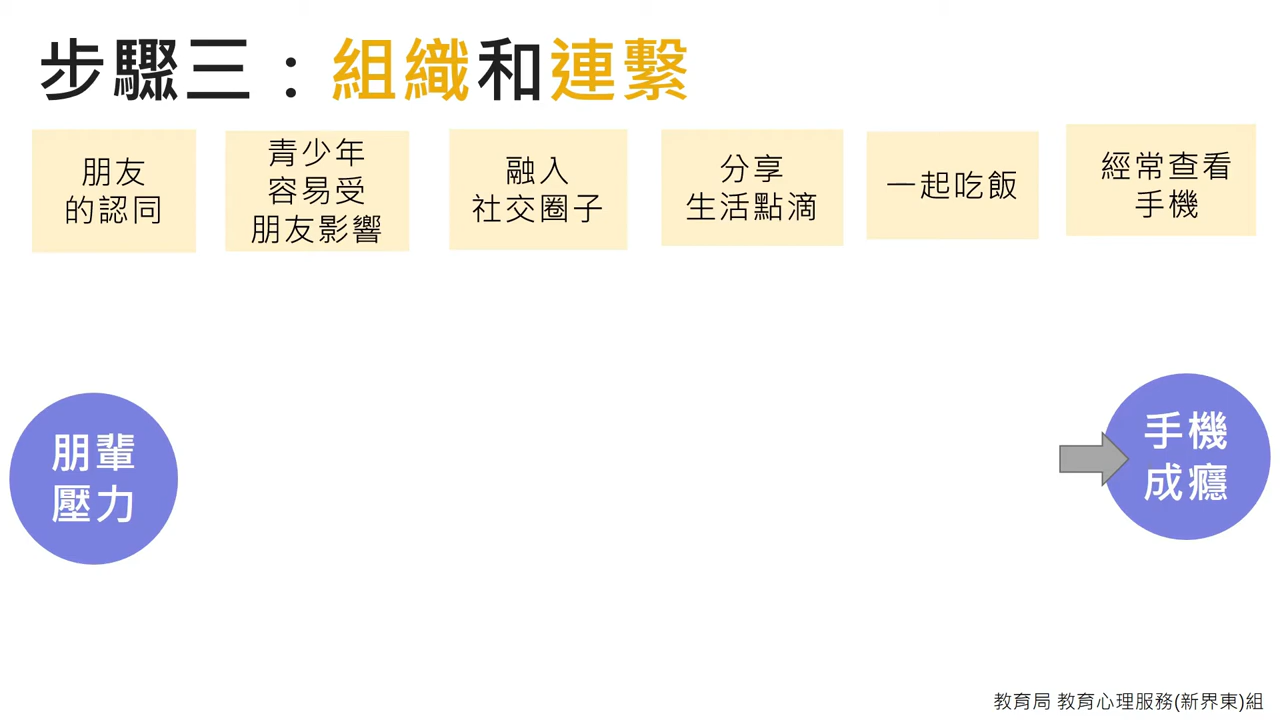 步驟三：組織和連繫
朋友
的認同
青少年
容易受
朋友影響
融入
社交圈子
分享
生活點滴
一起吃飯
經常查看
手機
朋輩
壓力
手機
成癮
教育局 教育心理服務(新界東)組